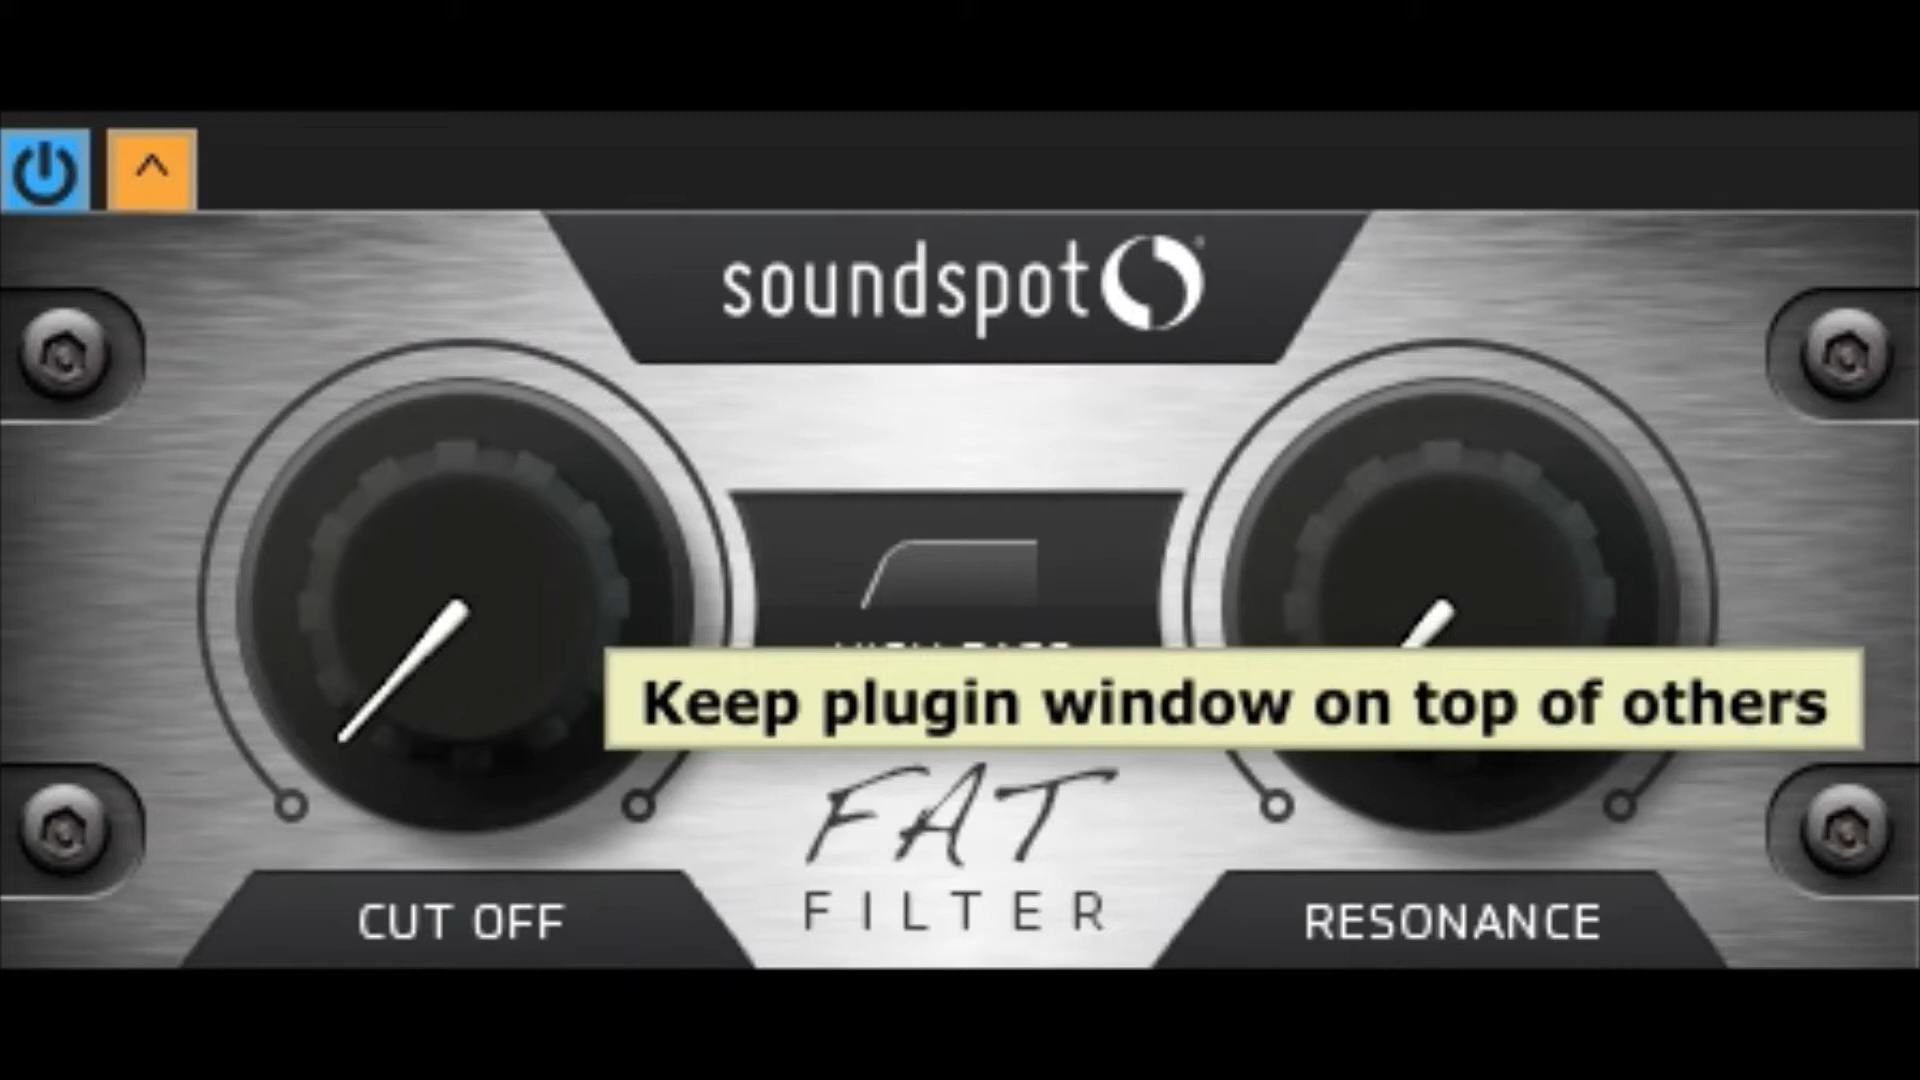 ^
soundspot
Keep plugin window on top of others
FAT
FILTER
CUT OFF
RESONANCE